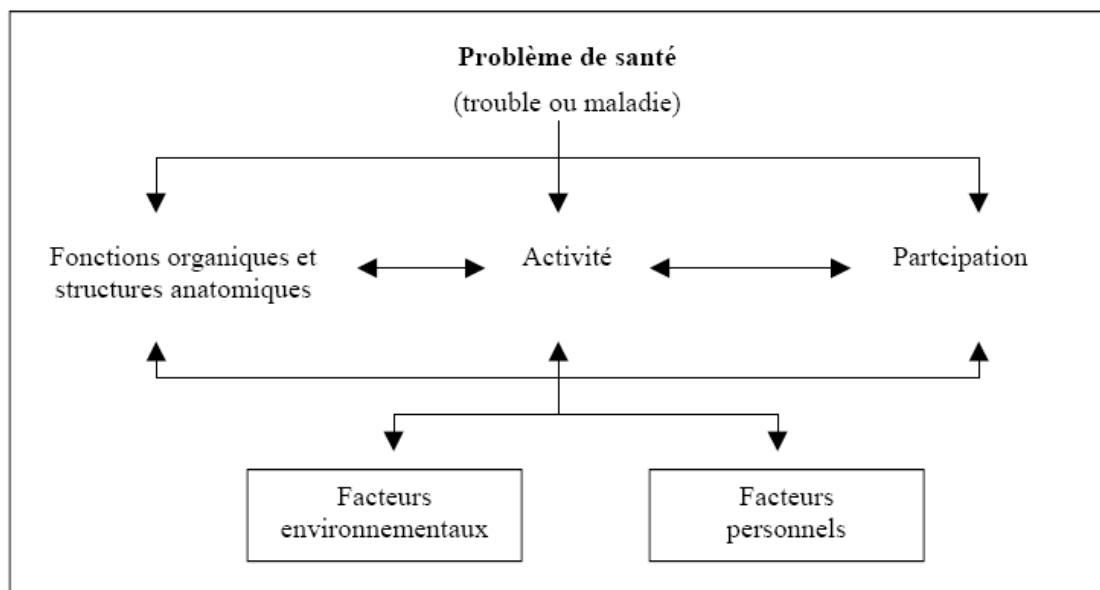 Problème de santé
(trouble ou maladie)
Fonctions organiques et
structures anatomiques
Activité
Partcipation
Facteurs
environnementaux
Facteurs
personnels